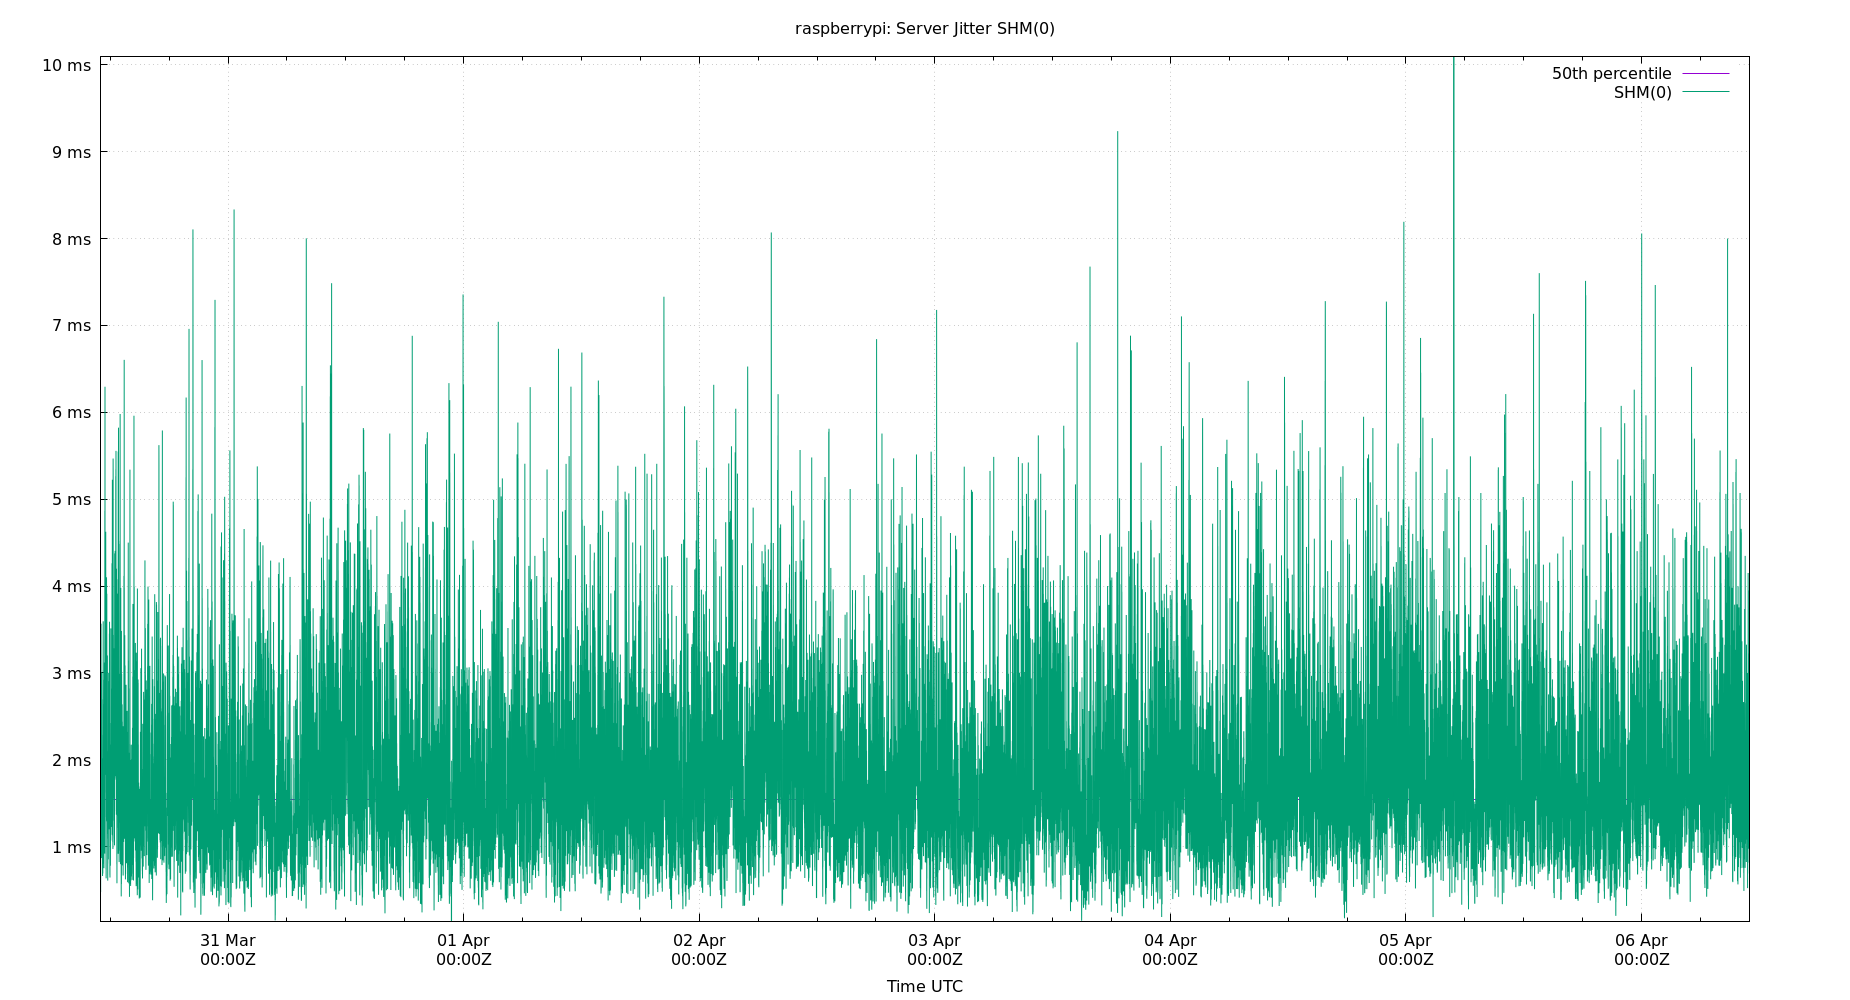 raspberrypi: Server Jitter SHM(0)
10 ms
50th percentile
SHM(0)
9 ms
8 ms
7 ms
6 ms
5 ms
4 ms
3 ms
2 ms
1 ms
31 Mar 01 Apr 02 Apr 03 Apr 04 Apr 05 Apr 06 Apr
00:00Z 00:00Z 00:00Z 00:00Z 00:00Z 00:00Z 00:00Z
Time UTC